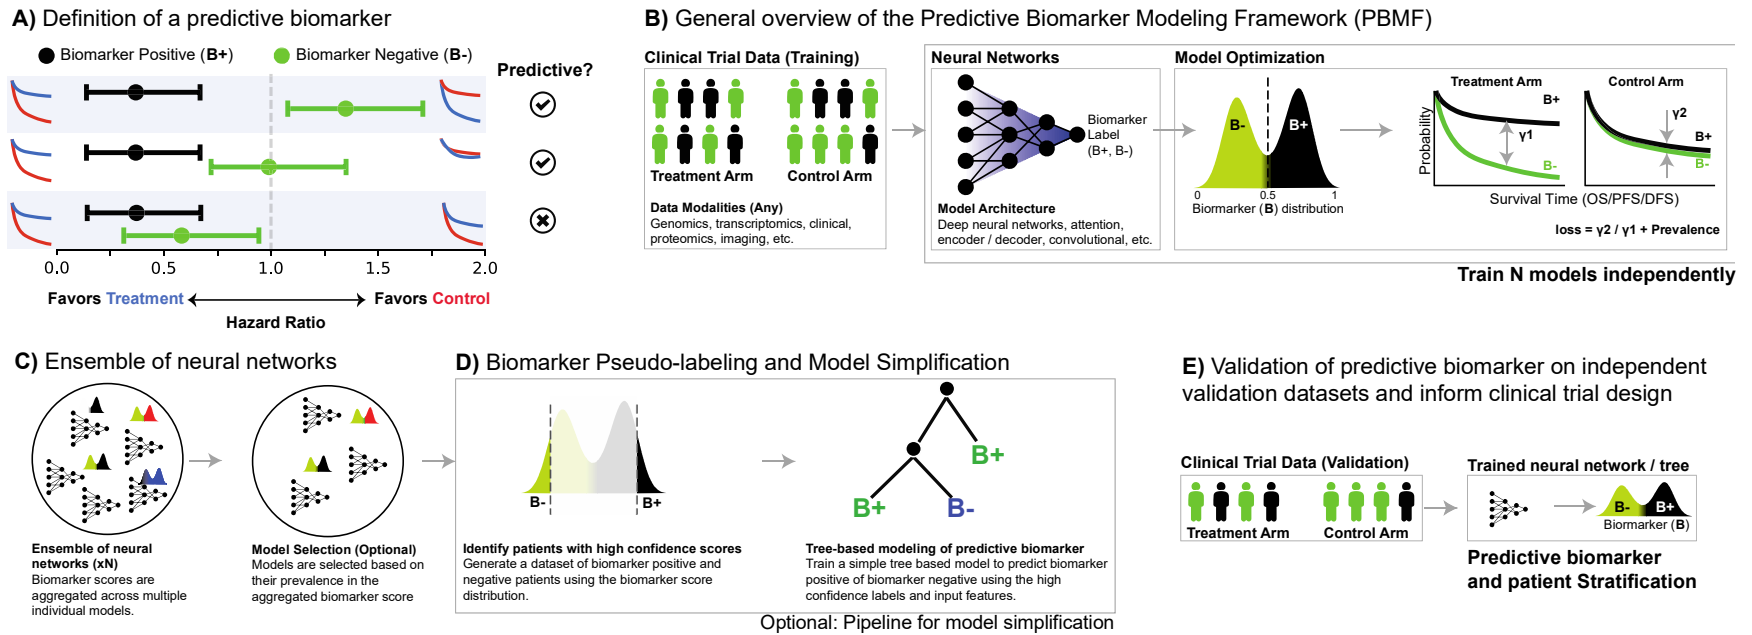 A) Definition of a predictive biomarker
Biomarker Positive (B+)
Biomarker Negative (B-)
Predictive?
0.0
0.5
1.0
1.5
2.0
Favors Treatment
Favors Control
Hazard Ratio
B) General overview of the Predictive Biomarker Modeling Framework (PBMF)
Clinical Trial Data (Training)
Treatment Arm
Control Arm
Data Modalities (Any)
Genomics, transcriptomics, clinical,
proteomics, imaging, etc.
Neural Networks
Biomarker
Label
(B+, B-)
Model Architecture
Deep neural networks, attention,
encoder / decoder, convolutional, etc.
Model Optimization
B-
B+
0
0.5
1
Biormarker (B) distribution
Treatment Arm
Control Arm
Probability
B+
γ1
B-
γ2
B+
B-
Survival Time (OS/PFS/DFS)
loss = γ2 / γ1 + Prevalence
Train N models independently
C) Ensemble of neural networks
Ensemble of neural
networks (xN)
Biomarker scores are
aggregated across multiple
individual models.
Model Selection (Optional)
Models are selected based on
their prevalence in the
aggregated biomarker score
D) Biomarker Pseudo-labeling and Model Simplification
B-
B+
Identify patients with high confidence scores
Generate a dataset of biomarker positive and
negative patients using the biomarker score
distribution.
B+
B+
B-
Tree-based modeling of predictive biomarker
Train a simple tree based model to predict biomarker
positive of biomarker negative using the high
confidence labels and input features.
Optional: Pipeline for model simplification
E) Validation of predictive biomarker on independent
validation datasets and inform clinical trial design
Clinical Trial Data (Validation)
Treatment Arm
Control Arm
Trained neural network / tree
B-
B+
Biomarker (B)
Predictive biomarker
and patient Stratification